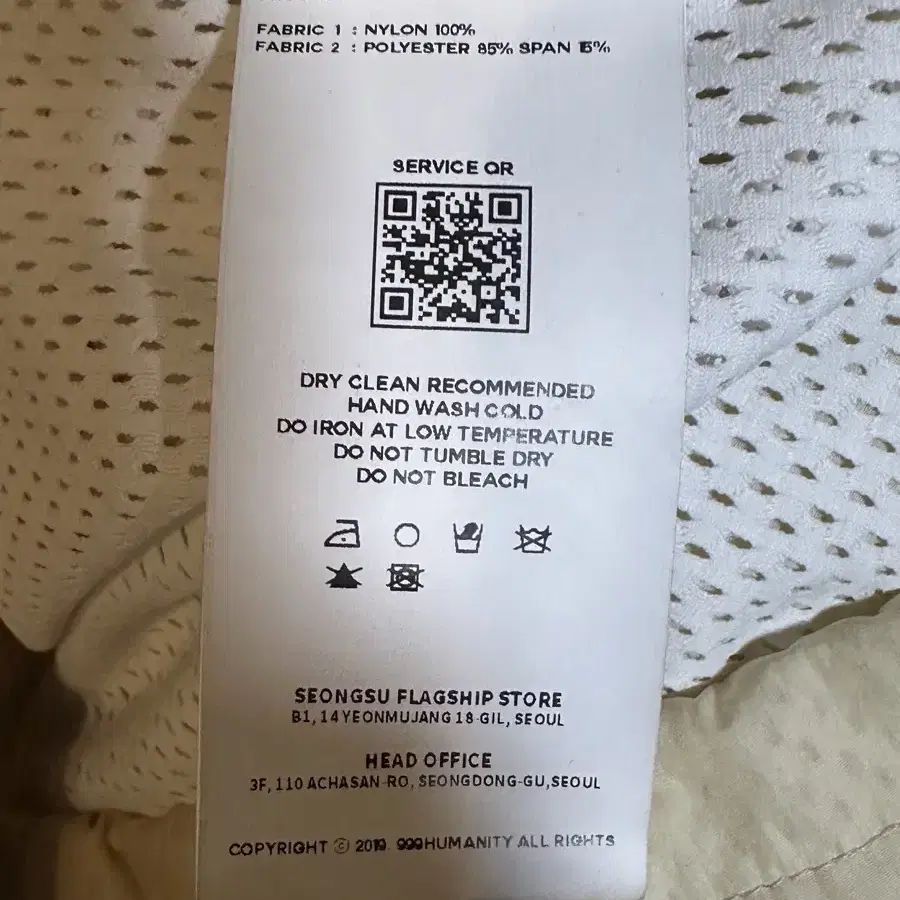 FABRIC 1 : NYLON 100%
FABRIC 2 : POLYESTER 85% SPAN 15%
SERVICE QR
DRY CLEAN RECOMMENDED
HAND WASH COLD
DO IRON AT LOW TEMPERATURE
DO NOT TUMBLE DRY
DO NOT BLEACH
SEONGSU FLAGSHIP STORE
B1, 14 YEONMUJANG 18-GIL, SEOUL
HEAD OFFICE
3F, 110 ACHASAN-RO, SEONGDONG-GU,SEOUL
COPYRIGHT © 2019. 999HUMANITY ALL RIGHTS